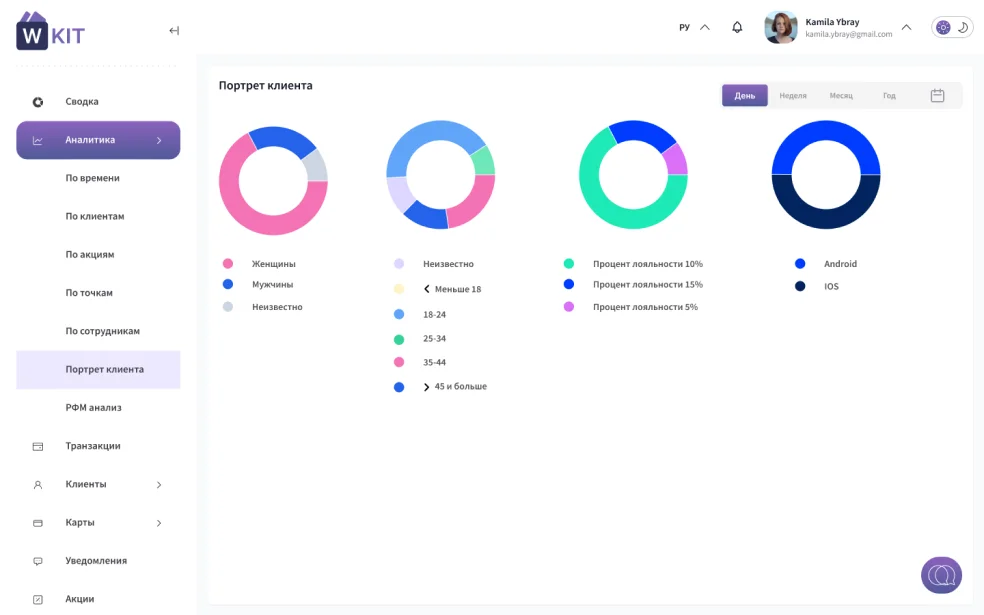 W KIT
РУ
Kamila Ybray
kamila.ybray@gmail.com
Сводка
Аналитика
По времени
По клиентам
По акциям
По точкам
По сотрудникам
Портрет клиента
РФМ анализ
Транзакции
Клиенты
Карты
Уведомления
Акции
Портрет клиента
День Неделя Месяц Год
Женщины
Мужчины
Неизвестно
Неизвестно
< Меньше 18
18-24
25-34
35-44
> 45 и больше
Процент лояльности 10%
Процент лояльности 15%
Процент лояльности 5%
Android
IOS